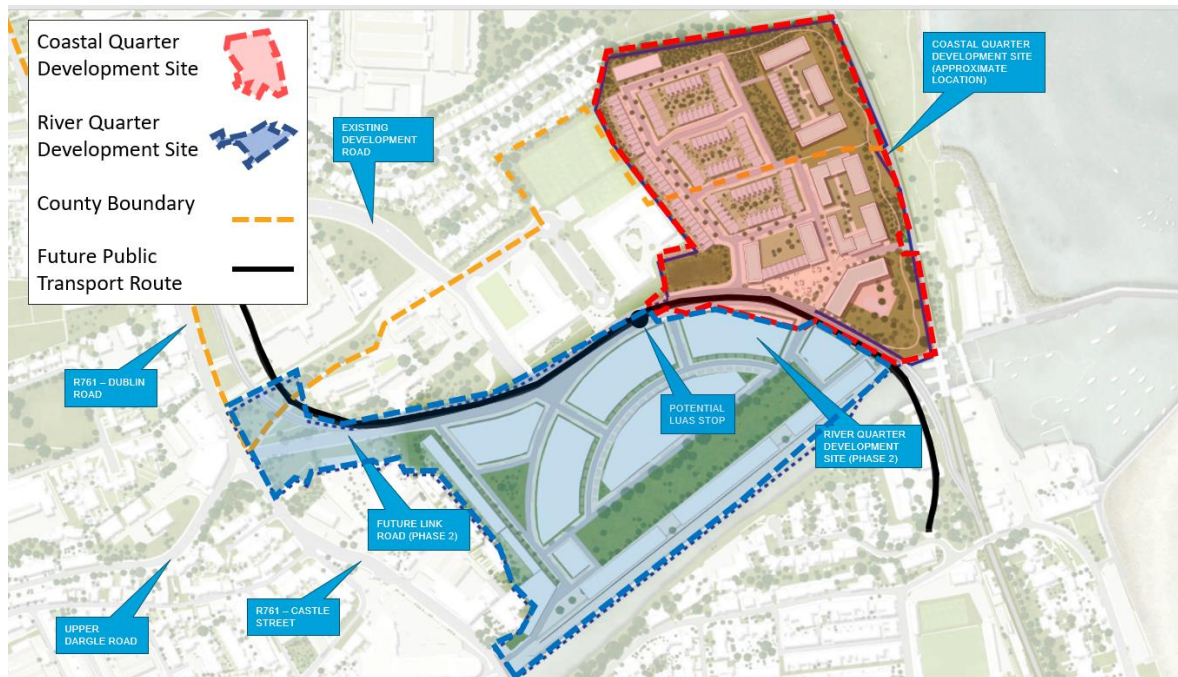 Coastal Quarter
Development Site
River Quarter
Development Site
County Boundary
Future Public
Transport Route
EXISTING
DEVELOPMENT
ROAD
COASTAL QUARTER
DEVELOPMENT SITE
(APPROXIMATE
LOCATION)
R761 – DUBLIN
ROAD
POTENTIAL
LUAS STOP
RIVER QUARTER
DEVELOPMENT
SITE (PHASE 2)
FUTURE LINK
ROAD (PHASE 2)
R761 – CASTLE
STREET
UPPER
DARGLE ROAD